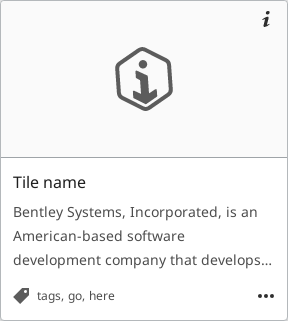 Tile name
Bentley Systems, Incorporated, is an
American-based software
development company that develops...
tags, go, here